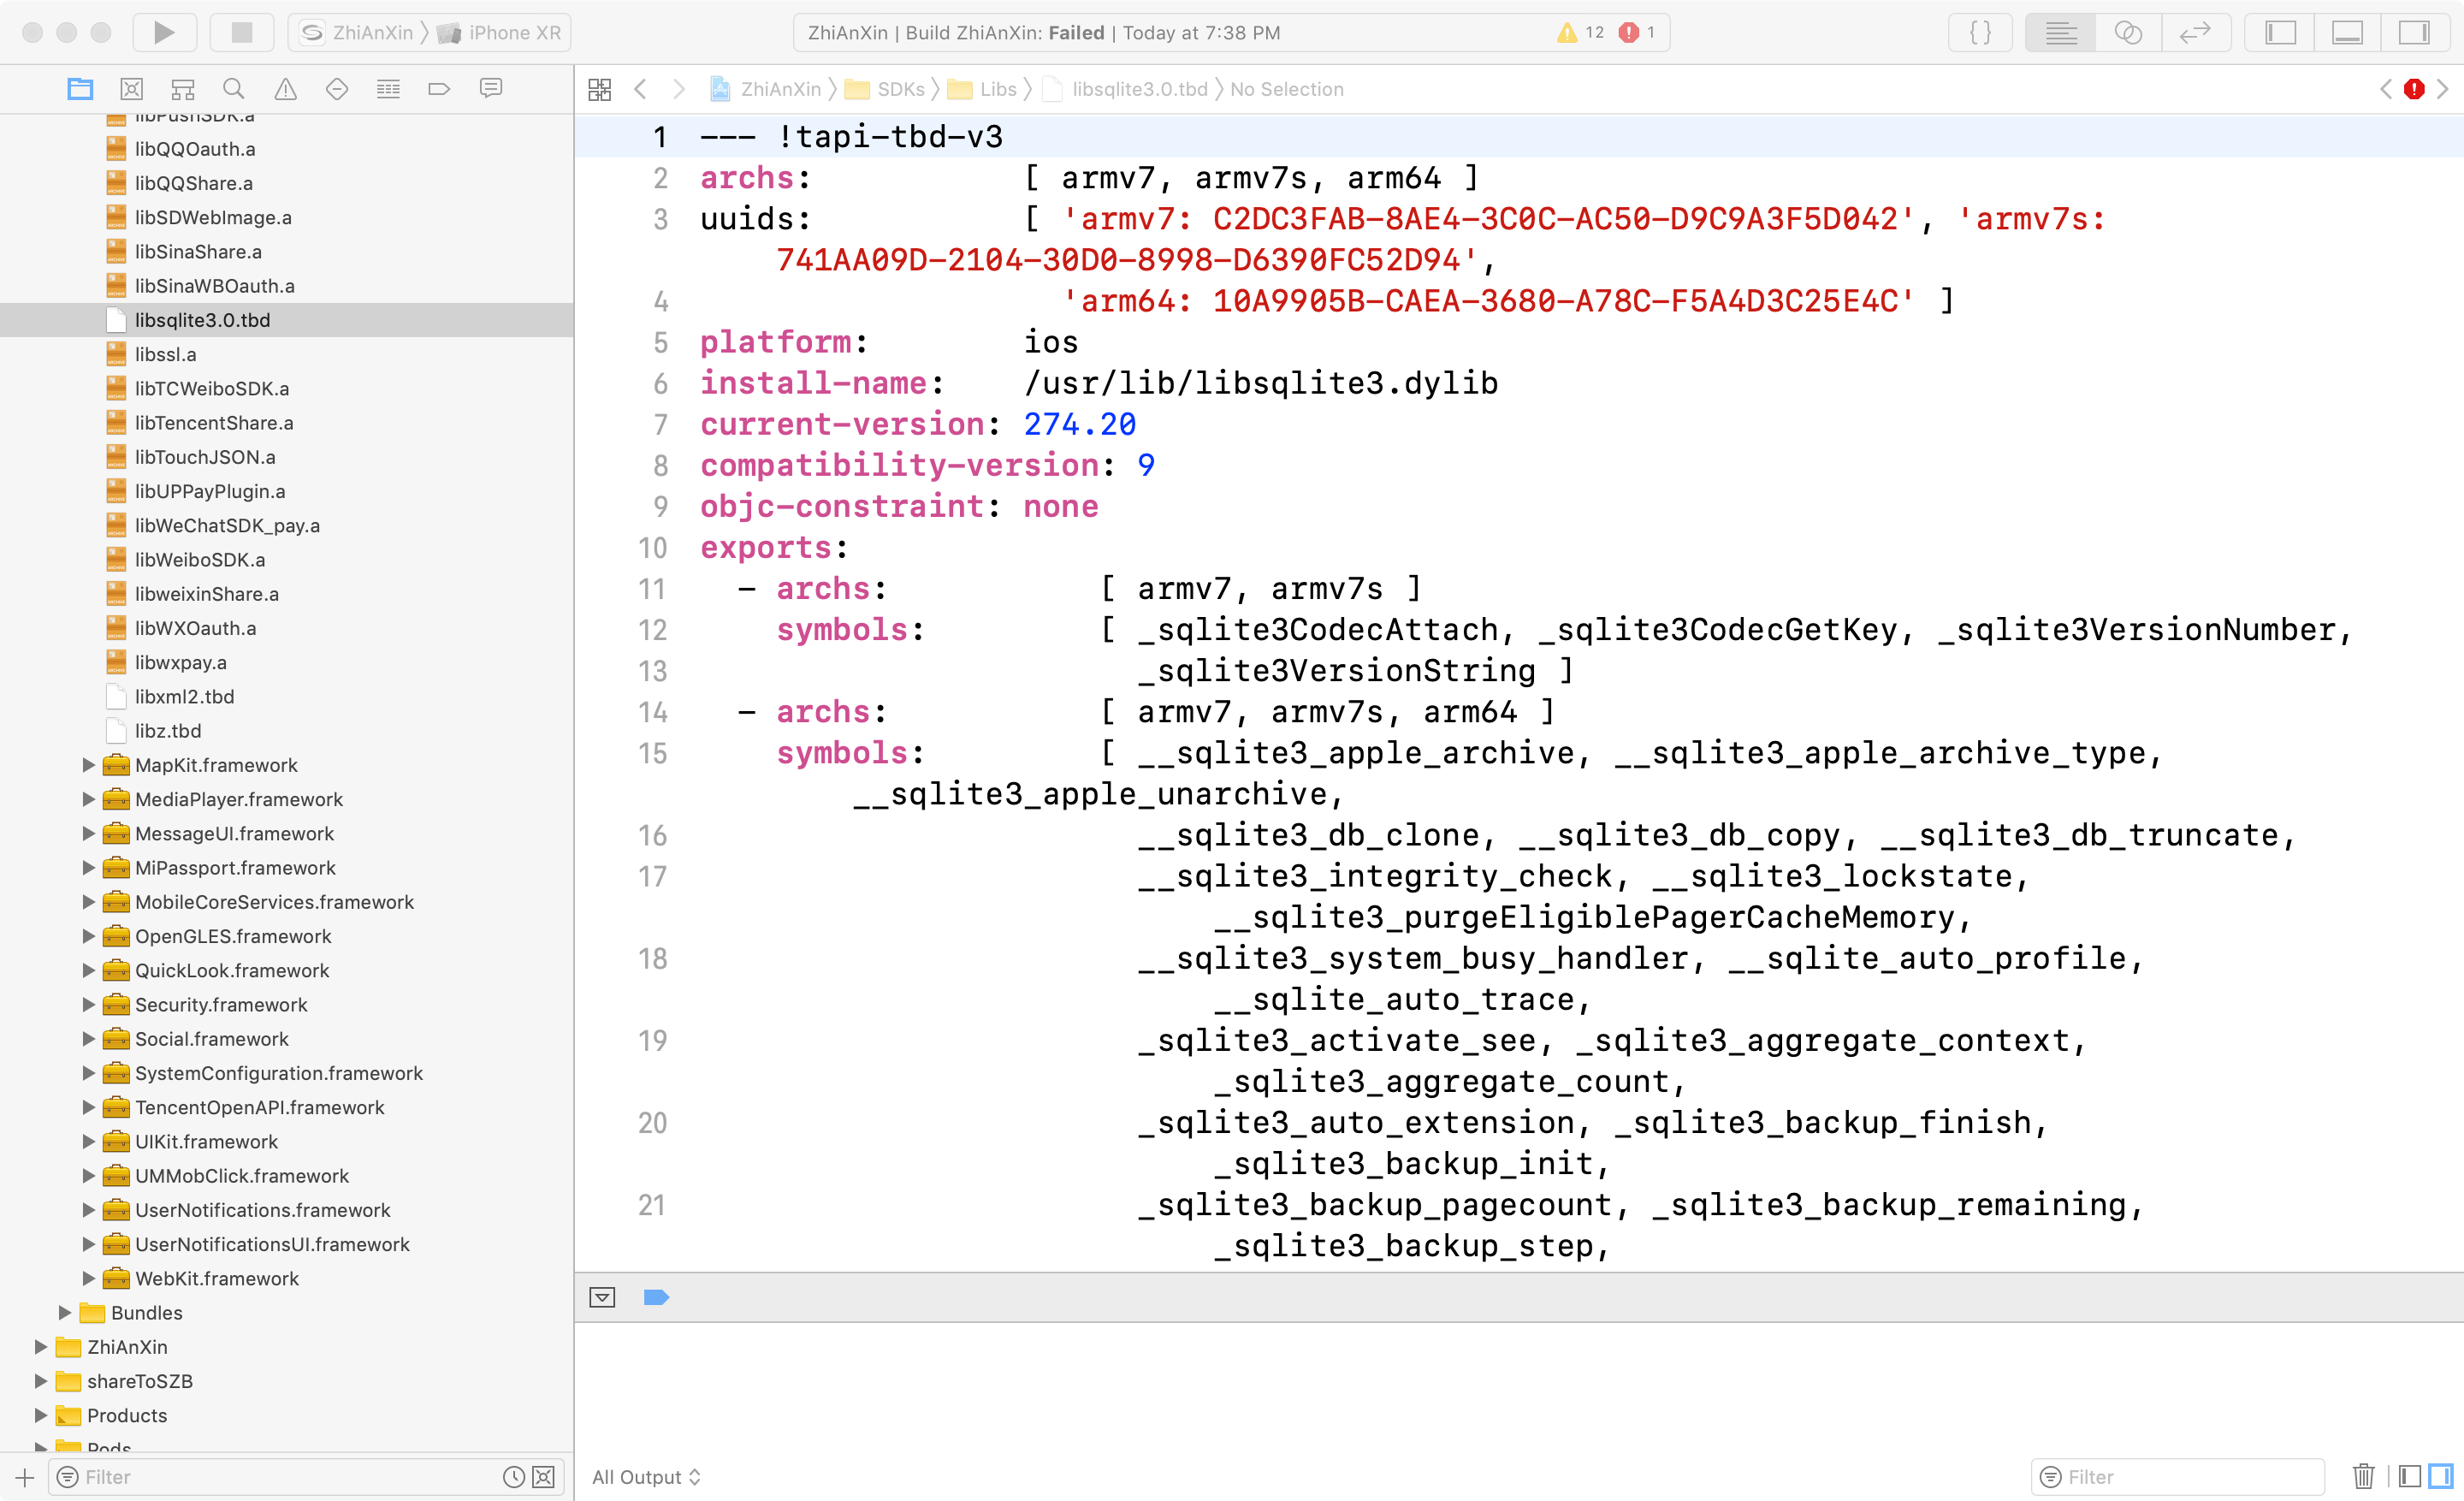 ZhiAnXin iPhone XR
ZhiAnXin | Build ZhiAnXin: Failed | Today at 7:38 PM 12 1
ZhiAnXin SDKs Libs libsqlite3.0.tbd No Selection
libPushSDK.a
libQQOauth.a
libQQShare.a
libSDWebImage.a
libSinaShare.a
libSinaWBOauth.a
libsqlite3.0.tbd
libssl.a
libTCWeiboSDK.a
libTencentShare.a
libTouchJSON.a
libUPPayPlugin.a
libWeChatSDK_pay.a
libWeiboSDK.a
libweixinShare.a
libWXOauth.a
libwxpay.a
libxml2.tbd
libz.tbd
MapKit.framework
MediaPlayer.framework
MessageUI.framework
MiPassport.framework
MobileCoreServices.framework
OpenGLES.framework
QuickLook.framework
Security.framework
Social.framework
SystemConfiguration.framework
TencentOpenAPI.framework
UIKit.framework
UMMobClick.framework
UserNotifications.framework
UserNotificationsUI.framework
WebKit.framework
Bundles
ZhiAnXin
shareToSZB
Products
Pods
Filter
1 --- !tapi-tbd-v3
2 archs: [ armv7, armv7s, arm64 ]
3 uuids: [ 'armv7: C2DC3FAB-8AE4-3C0C-AC50-D9C9A3F5D042', 'armv7s:
741AA09D-2104-30D0-8998-D6390FC52D94',
4 'arm64: 10A9905B-CAEA-3680-A78C-F5A4D3C25E4C' ]
5 platform: ios
6 install-name: /usr/lib/libsqlite3.dylib
7 current-version: 274.20
8 compatibility-version: 9
9 objc-constraint: none
10 exports:
11 - archs: [ armv7, armv7s ]
12 symbols: [ _sqlite3CodecAttach, _sqlite3CodecGetKey, _sqlite3VersionNumber,
13 _sqlite3VersionString ]
14 - archs: [ armv7, armv7s, arm64 ]
15 symbols: [ __sqlite3_apple_archive, __sqlite3_apple_archive_type,
__sqlite3_apple_unarchive,
16 __sqlite3_db_clone, __sqlite3_db_copy, __sqlite3_db_truncate,
17 __sqlite3_integrity_check, __sqlite3_lockstate,
__sqlite3_purgeEligiblePagerCacheMemory,
18 __sqlite3_system_busy_handler, __sqlite_auto_profile,
__sqlite_auto_trace,
19 _sqlite3_activate_see, _sqlite3_aggregate_context,
_sqlite3_aggregate_count,
20 _sqlite3_auto_extension, _sqlite3_backup_finish,
_sqlite3_backup_init,
21 _sqlite3_backup_pagecount, _sqlite3_backup_remaining,
_sqlite3_backup_step,
All Output
Filter